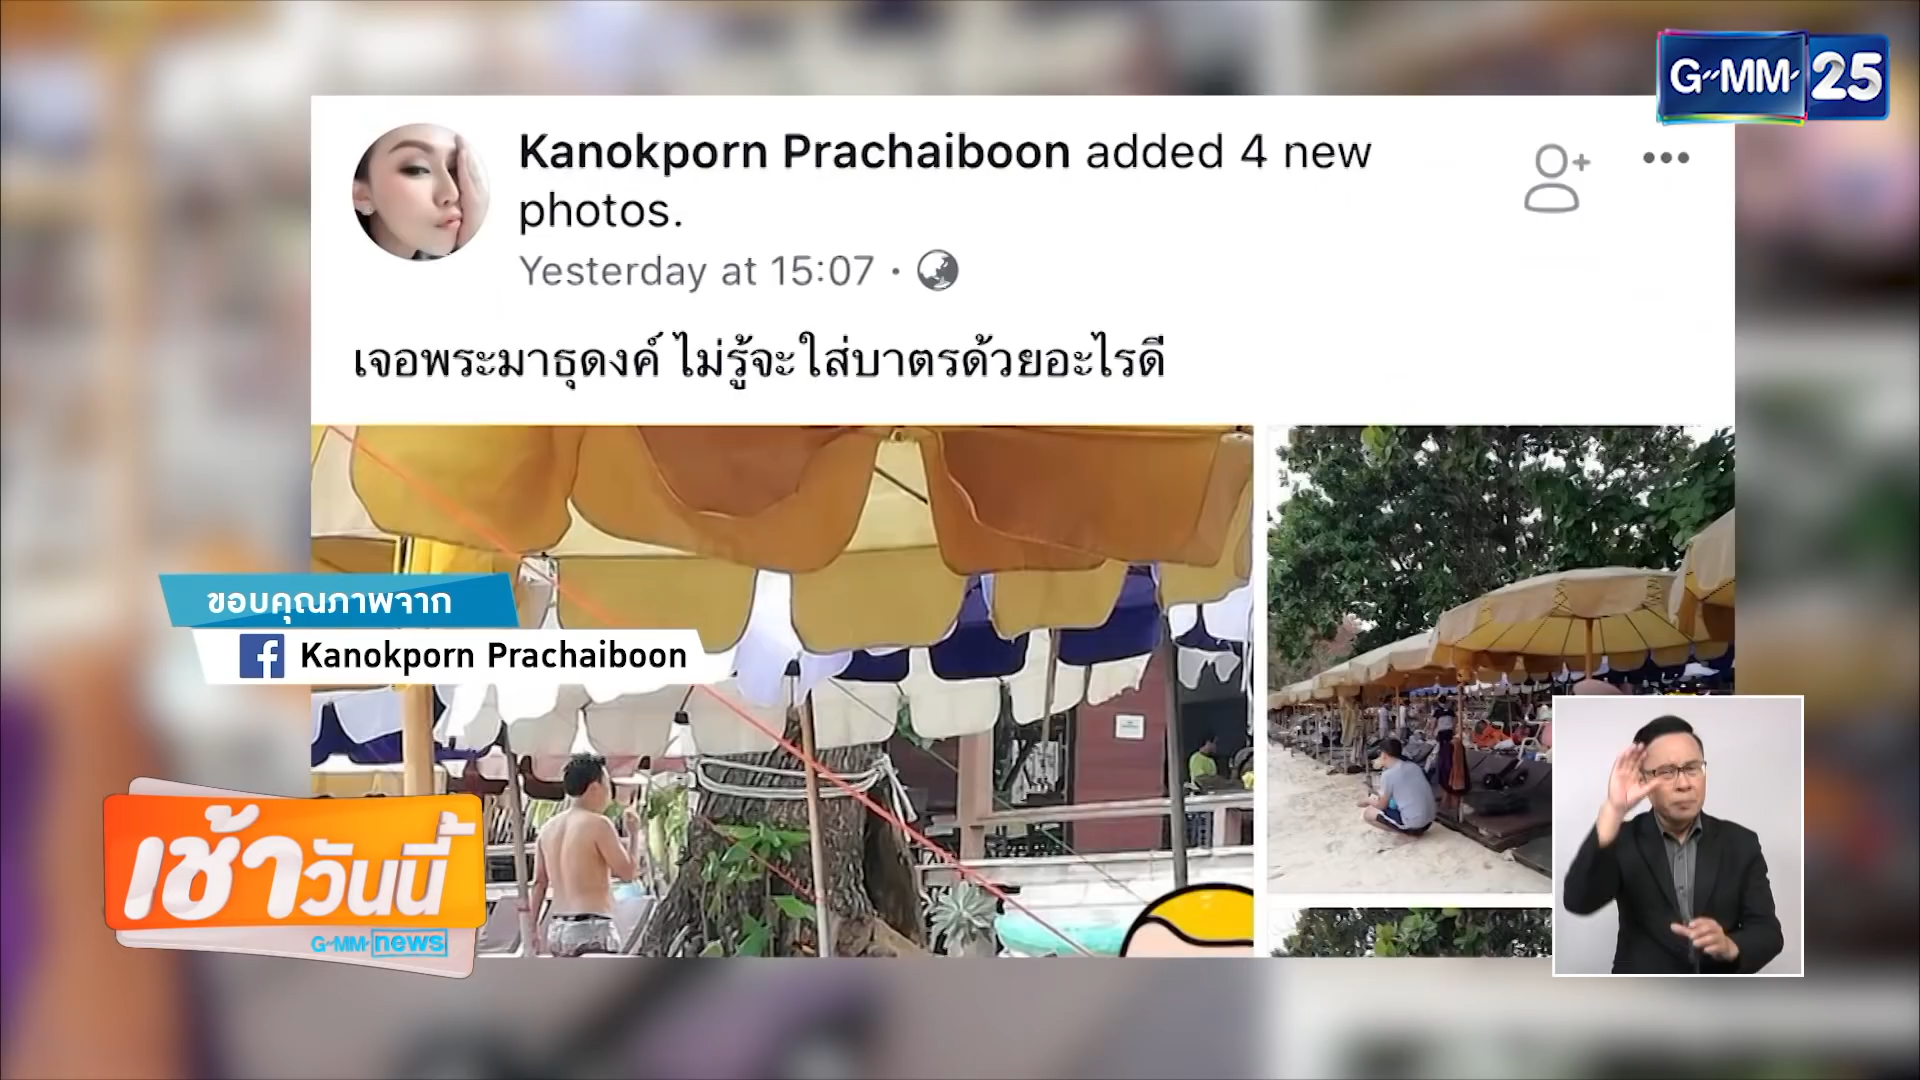 G-MM- 25
Kanokporn Prachaiboon added 4 new
photos.
Yesterday at 15:07 ·
เจอพระมาธุดงค์ ไม่รู้จะใส่บาตรด้วยอะไรดี
ขอบคุณภาพจาก
f Kanokporn Prachaiboon
เช้าวันนี้
G-MM- news